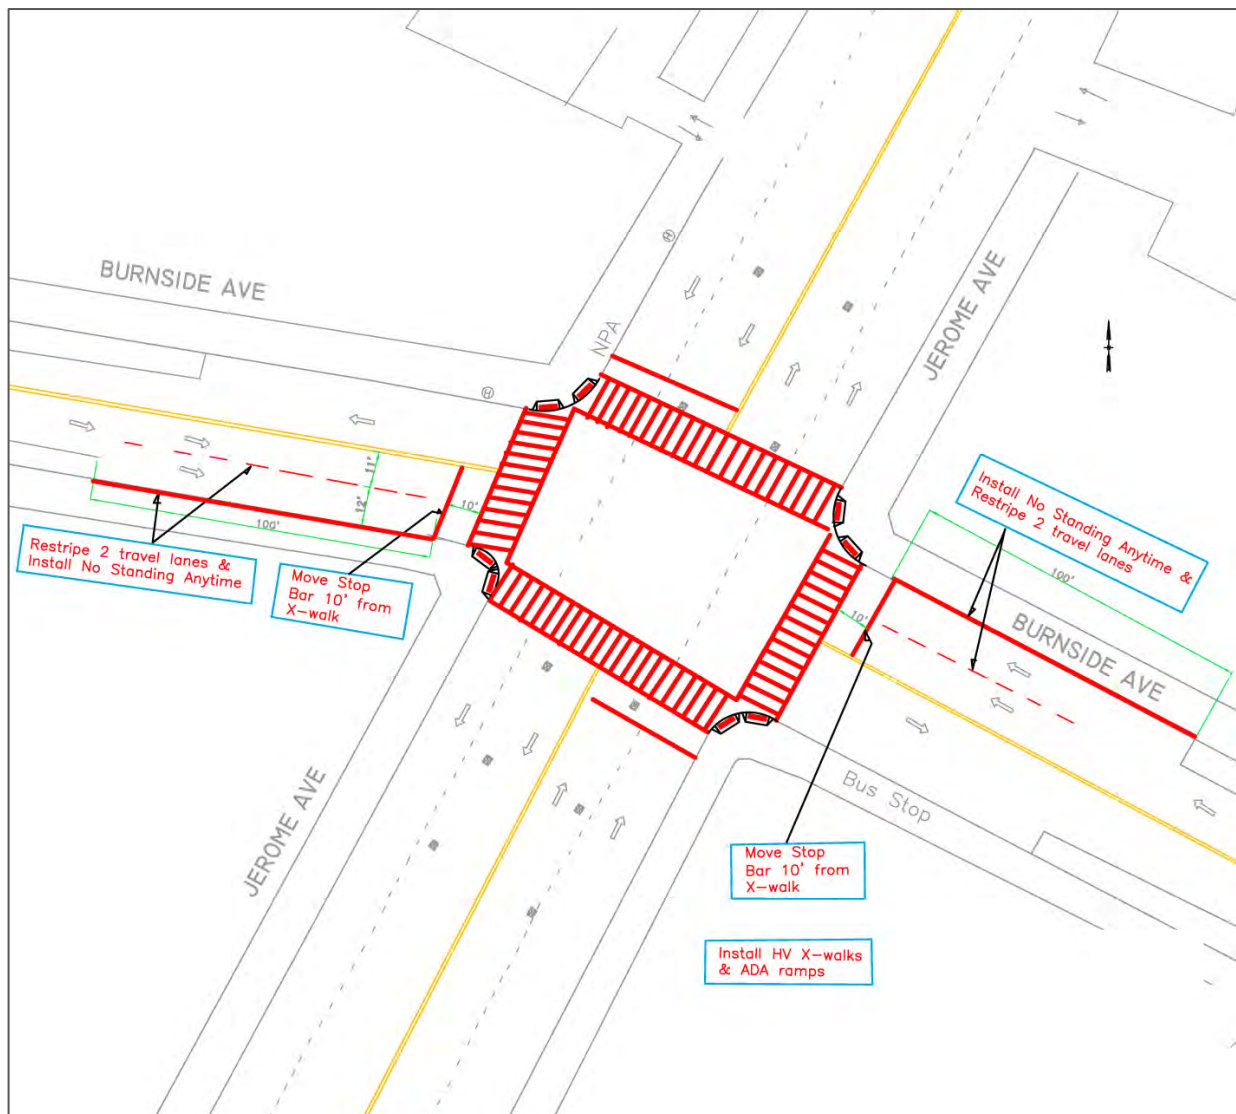 BURNSIDE AVE
NPA
JEROME AVE
11'
12'
10'
100'
Restripe 2 travel lanes &
Install No Standing Anytime
Move Stop
Bar 10' from
X-walk
Install No Standing Anytime &
Restripe 2 travel lanes
100'
10'
BURNSIDE AVE
Bus Stop
JEROME AVE
Move Stop
Bar 10' from
X-walk
Install HV X-walks
& ADA ramps
H
H